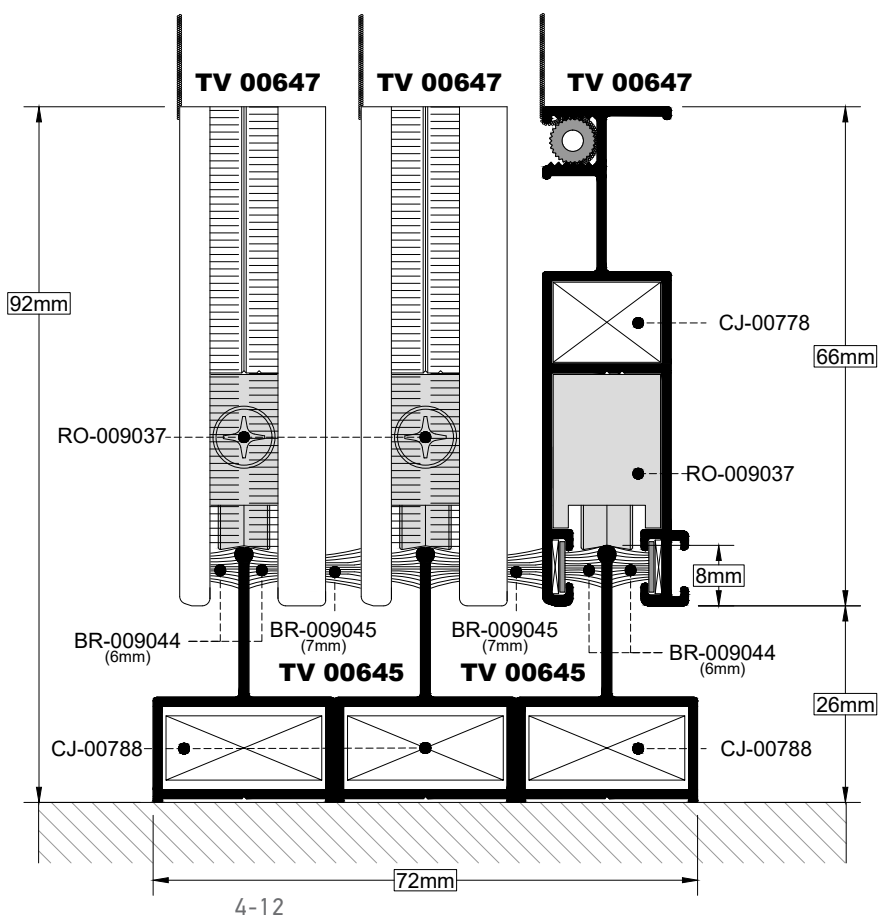 TV 00647 TV 00647 TV 00647
92mm
CJ-00778
66mm
RO-009037
RO-009037
8mm
BR-009044
(6mm)
BR-009045
(7mm)
BR-009045
(7mm)
BR-009044
(6mm)
TV 00645 TV 00645
26mm
CJ-00788
CJ-00788
72mm
4-12